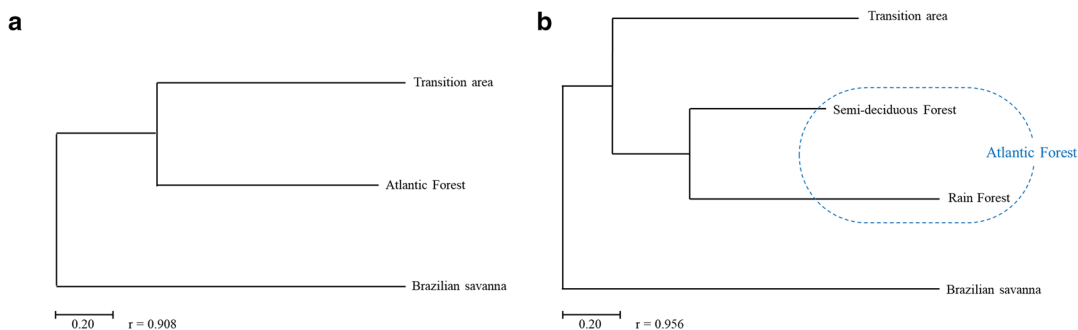 a
Transition area
Atlantic Forest
Brazilian savanna
0.20
r = 0.908
b
Transition area
Semi-deciduous Forest
Atlantic Forest
Rain Forest
Brazilian savanna
0.20
r = 0.956